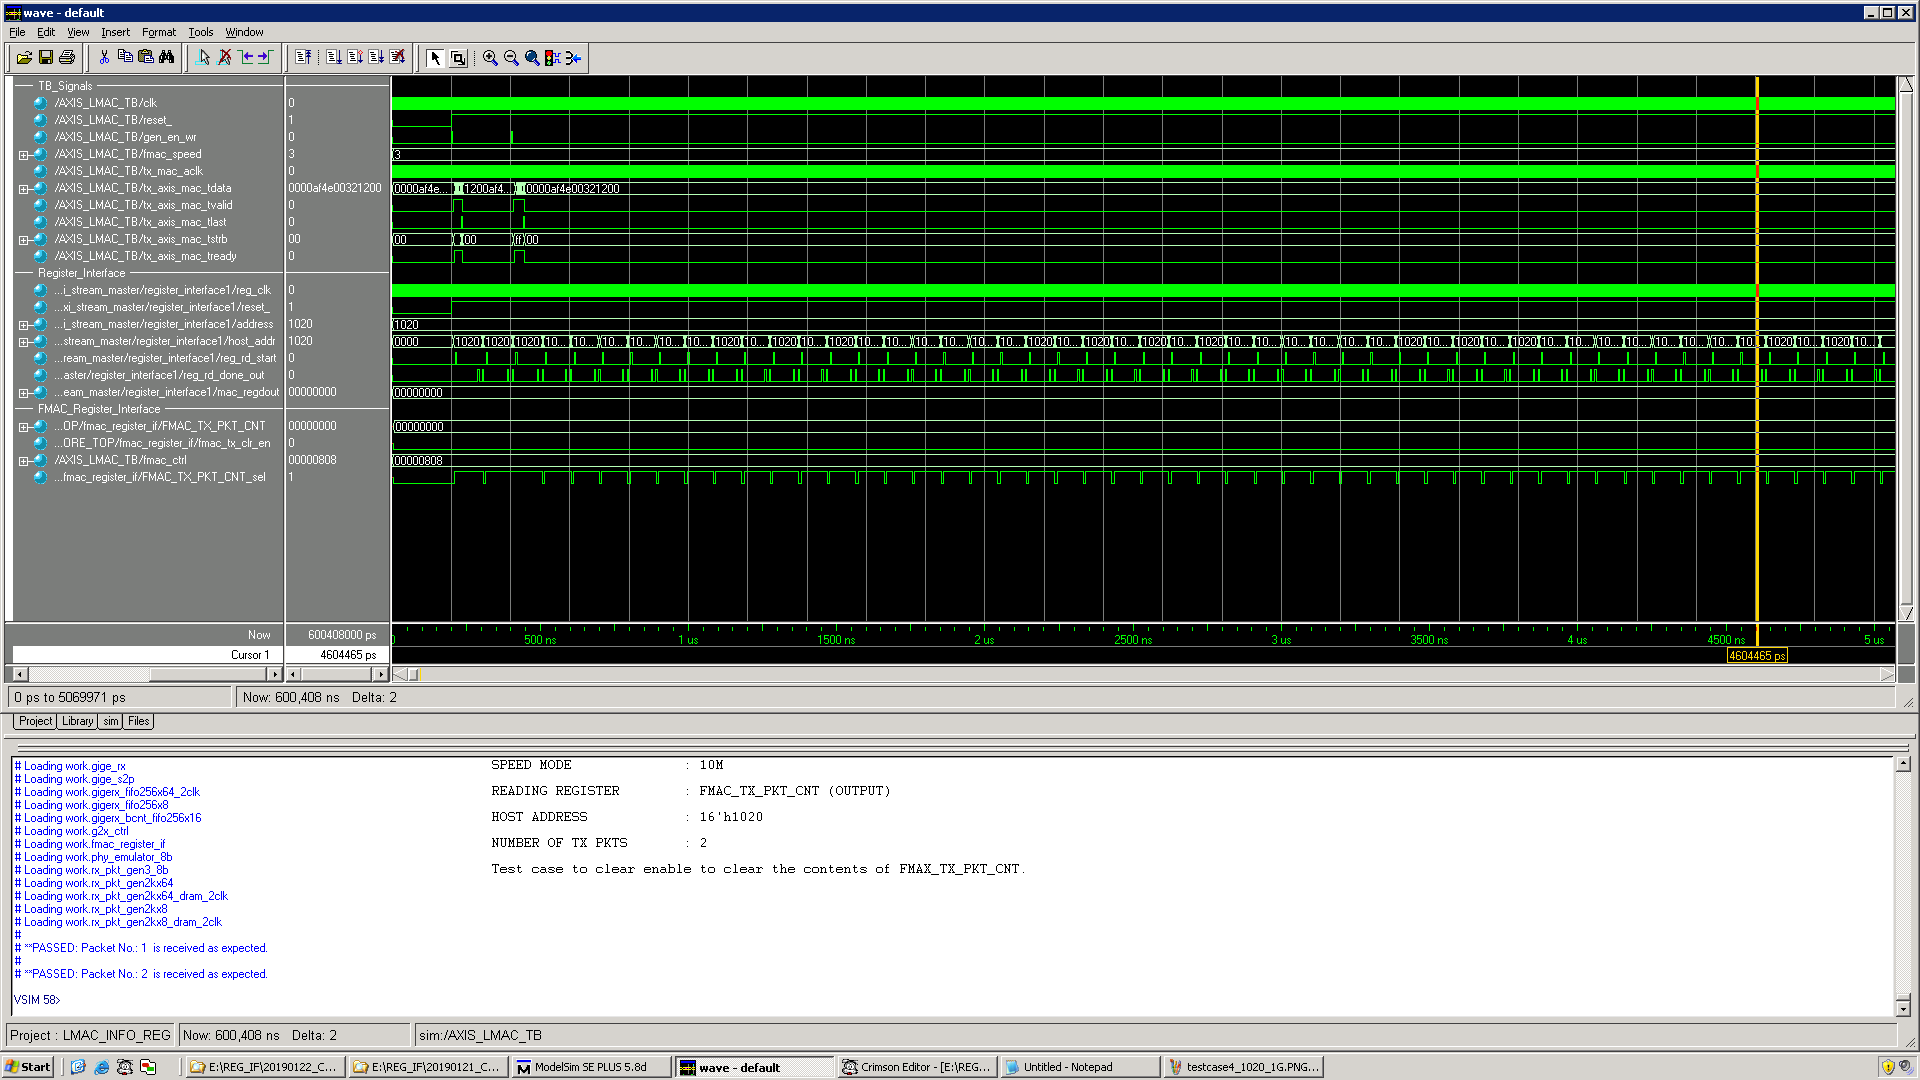 wave - default
File Edit View Insert Format Tools Window
TB_Signals
/AXIS_LMAC_TB/clk 0
/AXIS_LMAC_TB/reset_ 1
/AXIS_LMAC_TB/gen_en_wr 0
/AXIS_LMAC_TB/fmac_speed 3 3
/AXIS_LMAC_TB/tx_mac_aclk 0
/AXIS_LMAC_TB/tx_axis_mac_tdata 0000af4e00321200 0000af4e... 1200af4... 0000af4e00321200
/AXIS_LMAC_TB/tx_axis_mac_tvalid 0
/AXIS_LMAC_TB/tx_axis_mac_tlast 0
/AXIS_LMAC_TB/tx_axis_mac_tstrb 00 00 00 ff 00
/AXIS_LMAC_TB/tx_axis_mac_tready 0
Register_Interface
...i_stream_master/register_interface1/reg_clk 0
...xi_stream_master/register_interface1/reset_ 1
...i_stream_master/register_interface1/address 1020 1020
...stream_master/register_interface1/host_addr 1020 0000 1020 1020 1020 1020 10... 10... 10... 10... 10... 1020 10... 10... 1020 1020 10... 10... 10... 10... 1020 1020 1020 1020 1020 10... 10... 10... 10... 10... 10... 10... 10... 10... 1020 1020 1020 1020 1020 10... 10... 10... 10... 10... 10... 10... 1020 10... 1020 10...
...ream_master/register_interface1/reg_rd_start 0
...aster/register_interface1/reg_rd_done_out 0
...eam_master/register_interface1/mac_regdout 00000000 00000000
FMAC_Register_Interface
...OP/fmac_register_if/FMAC_TX_PKT_CNT 00000000 00000000
...ORE_TOP/fmac_register_if/fmac_tx_clr_en 0
/AXIS_LMAC_TB/fmac_ctrl 00000808 00000808
...fmac_register_if/FMAC_TX_PKT_CNT_sel 1
Now 600408000 ps 0 500 ns 1 us 1500 ns 2 us 2500 ns 3 us 3500 ns 4 us 4500 ns 5 us
Cursor 1 4604465 ps 4604465 ps
0 ps to 5069971 ps Now: 600,408 ns Delta: 2
Project Library sim Files
# Loading work.gige_rx
# Loading work.gige_s2p
# Loading work.gigerx_fifo256x64_2clk
# Loading work.gigerx_fifo256x8
# Loading work.gigerx_bcnt_fifo256x16
# Loading work.g2x_ctrl
# Loading work.fmac_register_if
# Loading work.phy_emulator_8b
# Loading work.rx_pkt_gen3_8b
# Loading work.rx_pkt_gen2kx64
# Loading work.rx_pkt_gen2kx64_dram_2clk
# Loading work.rx_pkt_gen2kx8
# Loading work.rx_pkt_gen2kx8_dram_2clk
#
# **PASSED: Packet No.: 1 is received as expected.
#
# **PASSED: Packet No.: 2 is received as expected.
VSIM 58>
SPEED MODE : 10M
READING REGISTER : FMAC_TX_PKT_CNT (OUTPUT)
HOST ADDRESS : 16'h1020
NUMBER OF TX PKTS : 2
Test case to clear enable to clear the contents of FMAX_TX_PKT_CNT.
Project : LMAC_INFO_REG Now: 600,408 ns Delta: 2 sim:/AXIS_LMAC_TB
Start E:\REG_IF\20190122_C... E:\REG_IF\20190121_C... ModelSim SE PLUS 5.8d wave - default Crimson Editor - [E:\REG... Untitled - Notepad testcase4_1020_1G.PNG...